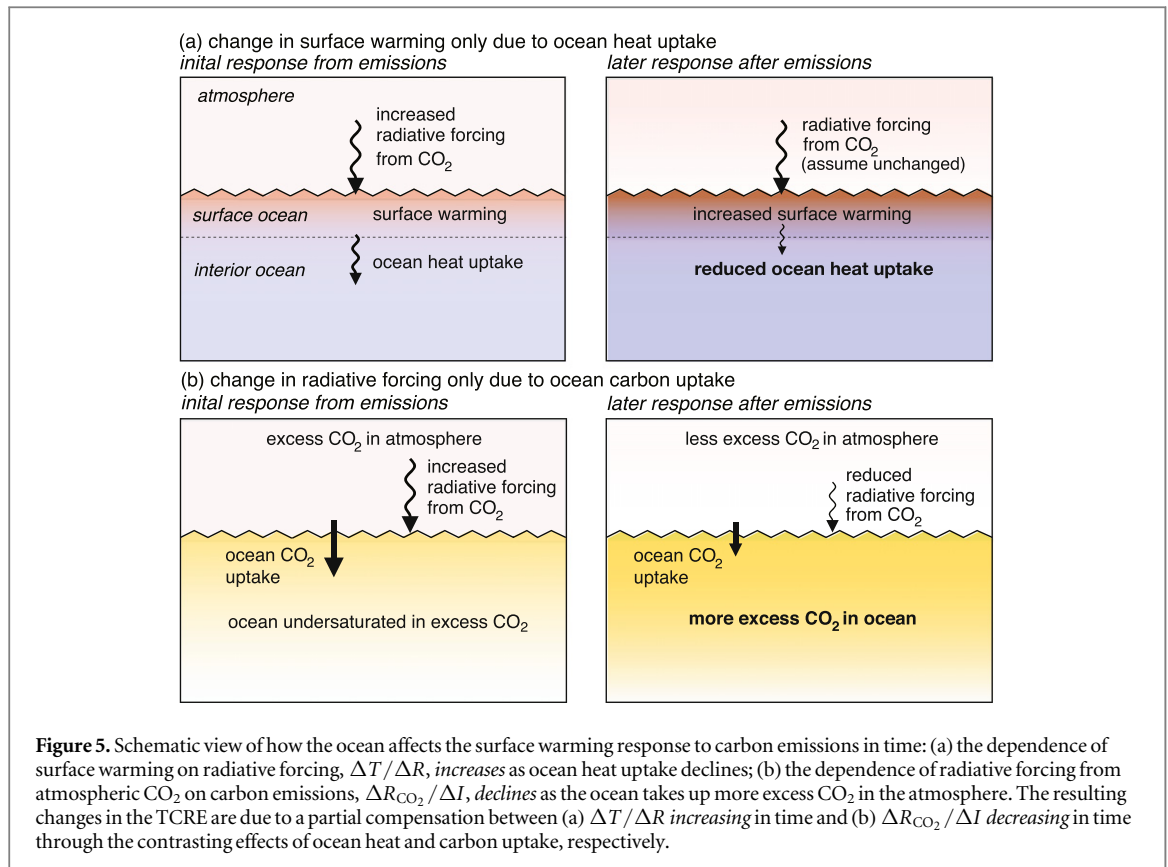 (a) change in surface warming only due to ocean heat uptake
inital response from emissions
later response after emissions
atmosphere
increased
radiative forcing
from CO2
surface ocean
surface warming
interior ocean
ocean heat uptake
radiative forcing
from CO2
(assume unchanged)
increased surface warming
reduced ocean heat uptake
(b) change in radiative forcing only due to ocean carbon uptake
inital response from emissions
later response after emissions
excess CO2 in atmosphere
increased
radiative forcing
from CO2
ocean CO2
uptake
ocean undersaturated in excess CO2
less excess CO2 in atmosphere
reduced
radiative forcing
from CO2
ocean CO2
uptake
more excess CO2 in ocean
Figure 5. Schematic view of how the ocean affects the surface warming response to carbon emissions in time: (a) the dependence of
surface warming on radiative forcing, ΔT/ΔR, increases as ocean heat uptake declines; (b) the dependence of radiative forcing from
atmospheric CO2 on carbon emissions, ΔRCO2/ΔI, declines as the ocean takes up more excess CO2 in the atmosphere. The resulting
changes in the TCRE are due to a partial compensation between (a) ΔT/ΔR increasing in time and (b) ΔRCO2/ΔI decreasing in time
through the contrasting effects of ocean heat and carbon uptake, respectively.